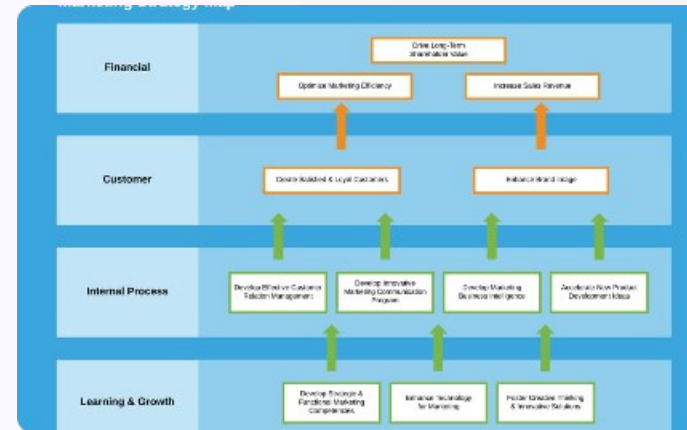 Marketing Strategy Map
Financial
Drive Long-Term
Shareholder Value
Optimize Marketing Efficiency
Increase Sales Revenue
Customer
Create Satisfied & Loyal Customers
Enhance Brand Image
Internal Process
Develop Effective Customer
Relation Management
Develop Innovative
Marketing Communication
Program
Develop Marketing
Business Intelligence
Accelerate New Product
Development Ideas
Learning & Growth
Develop Strategic &
Functional Marketing
Competencies
Enhance Technology
for Marketing
Foster Creative Thinking
& Innovative Solutions